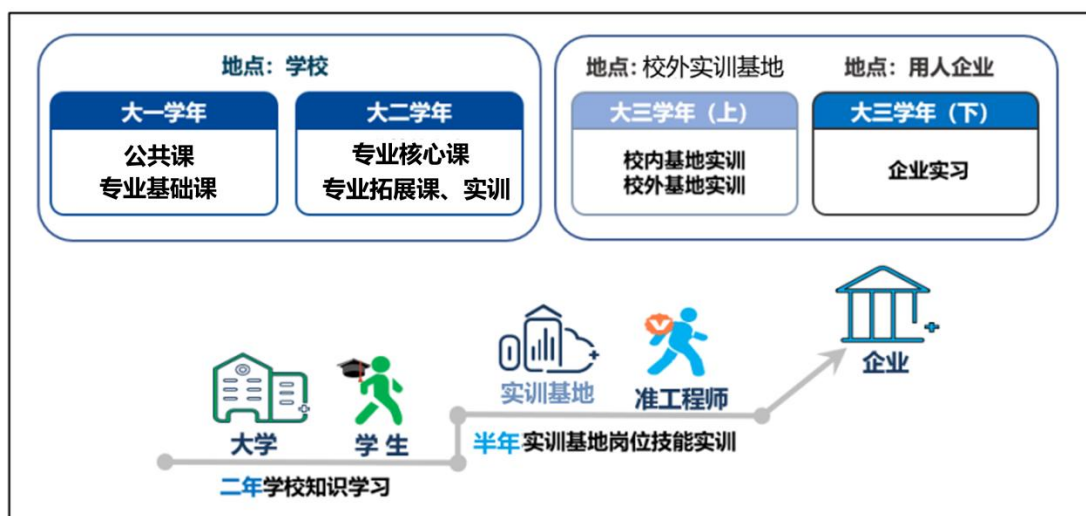 地点：学校
大一学年
公共课
专业基础课
大二学年
专业核心课
专业拓展课、实训
地点：校外实训基地
大三学年（上）
校内基地实训
校外基地实训
地点：用人企业
大三学年（下）
企业实习
大学
学 生
二年学校知识学习
实训基地
准工程师
半年实训基地岗位技能实训
企业